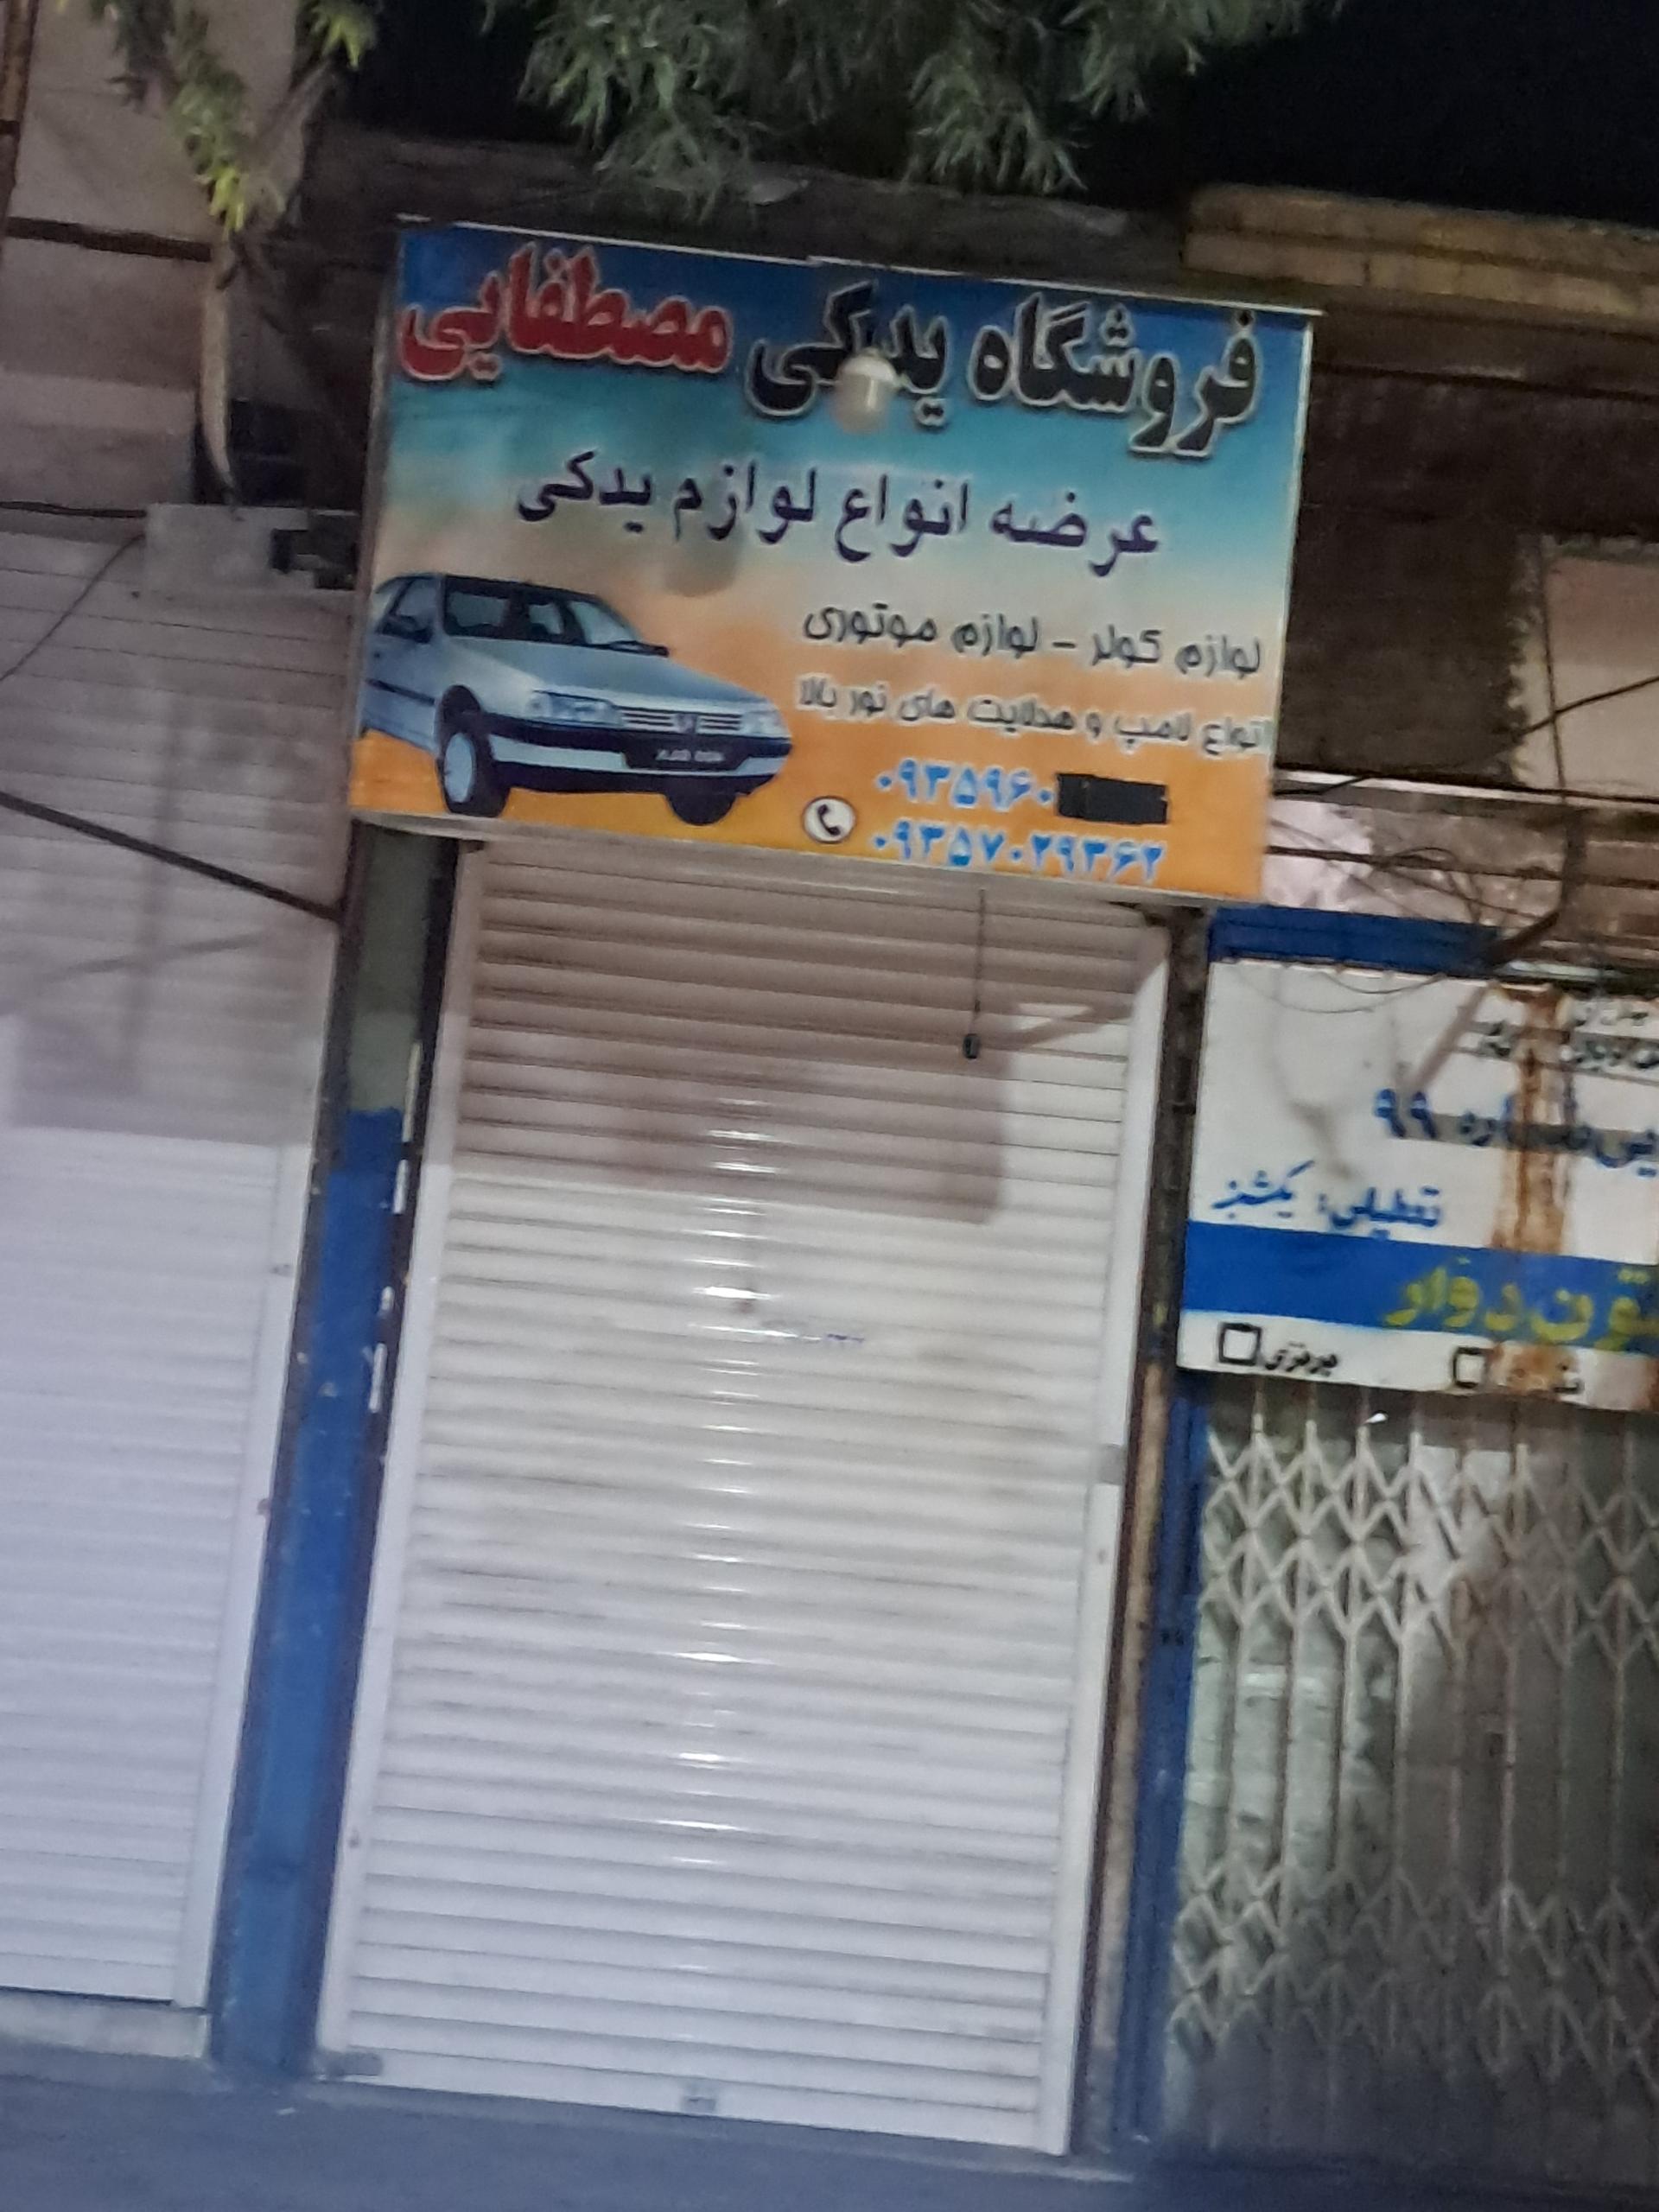 فروشگاه یدکی مصطفایی
عرضه انواع لوازم یدکی
لوازم کولر - لوازم موتوری
انواع لامپ و هدلایت های نور بالا
۰۹۳۵۹۶۰
۰۹۳۵۷۰۲۹۳۶۲
۹۹
تعطیلی: یکشنبه